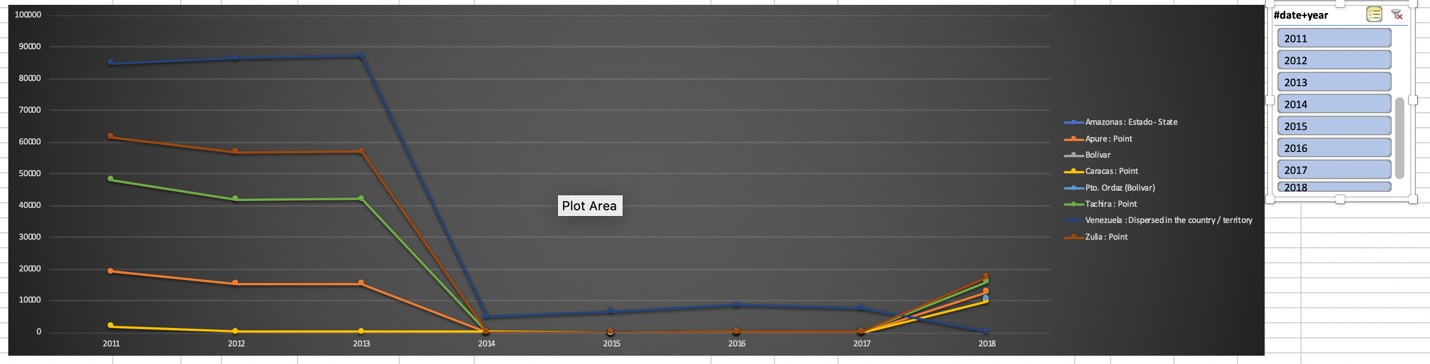 100000
90000
80000
70000
60000
50000
40000
30000
20000
10000
0
2011 2012 2013 2014 2015 2016 2017 2018
Plot Area
Amazonas : Estado - State
Apure : Point
Bolivar
Caracas : Point
Pto. Ordaz (Bolivar)
Tachira : Point
Venezuela : Dispersed in the country / territory
Zulia : Point
#date+year
2011
2012
2013
2014
2015
2016
2017
2018